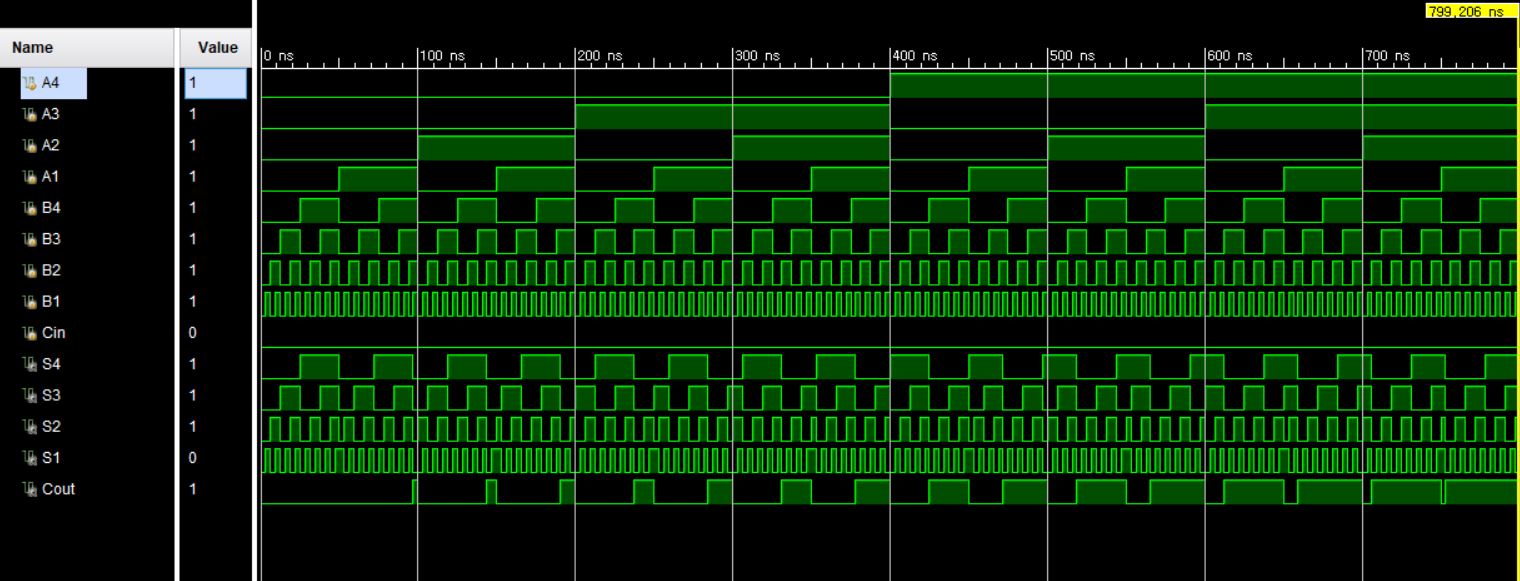 799,206 ns
Name Value
0 ns 100 ns 200 ns 300 ns 400 ns 500 ns 600 ns 700 ns
A4 1
A3 1
A2 1
A1 1
B4 1
B3 1
B2 1
B1 1
Cin 0
S4 1
S3 1
S2 1
S1 0
Cout 1